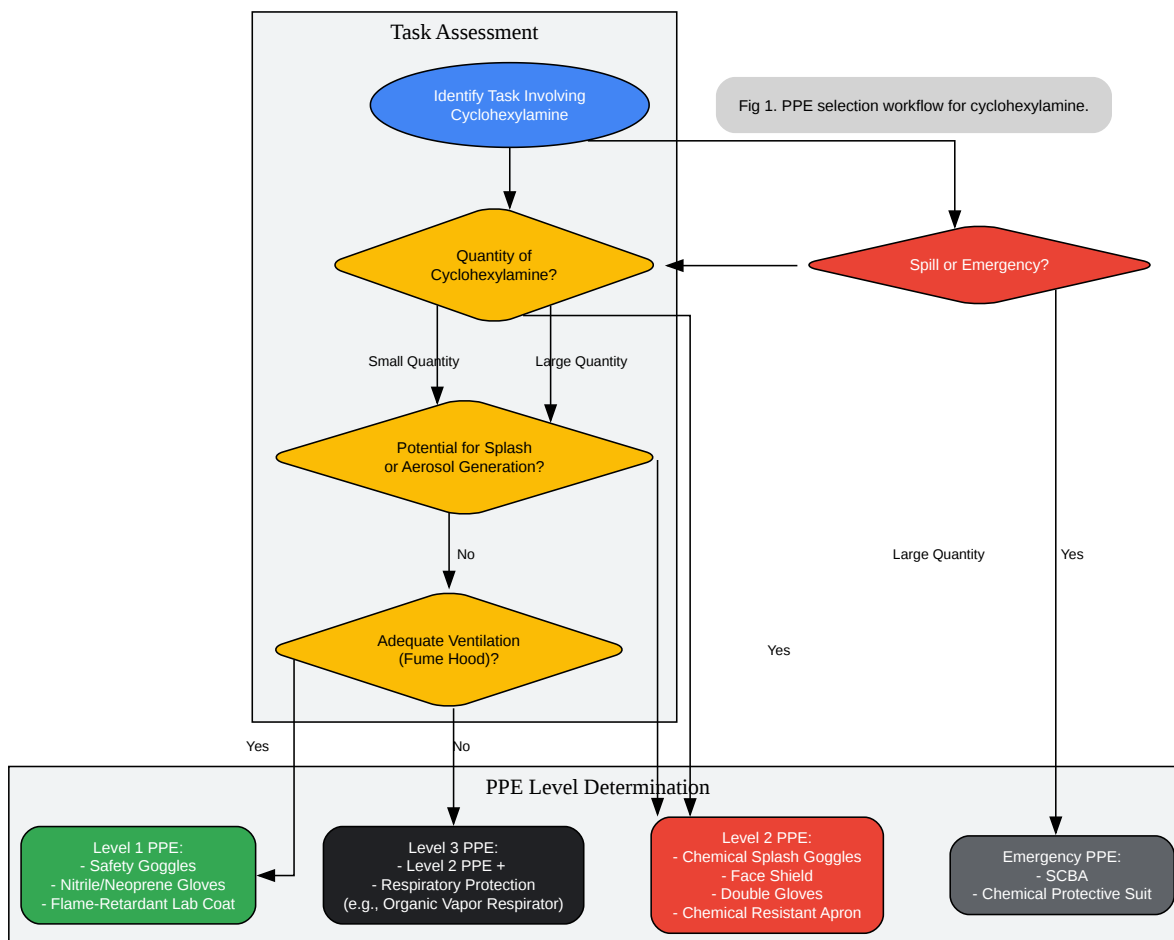 Task Assessment
Identify Task Involving
Cyclohexylamine
Fig 1. PPE selection workflow for cyclohexylamine.
Quantity of
Cyclohexylamine?
Spill or Emergency?
Small Quantity
Large Quantity
Potential for Splash
or Aerosol Generation?
No
Large Quantity
Yes
Adequate Ventilation
(Fume Hood)?
Yes
Yes
No
PPE Level Determination
Level 1 PPE:
- Safety Goggles
- Nitrile/Neoprene Gloves
- Flame-Retardant Lab Coat
Level 3 PPE:
- Level 2 PPE +
- Respiratory Protection
(e.g., Organic Vapor Respirator)
Level 2 PPE:
- Chemical Splash Goggles
- Face Shield
- Double Gloves
- Chemical Resistant Apron
Emergency PPE:
- SCBA
- Chemical Protective Suit